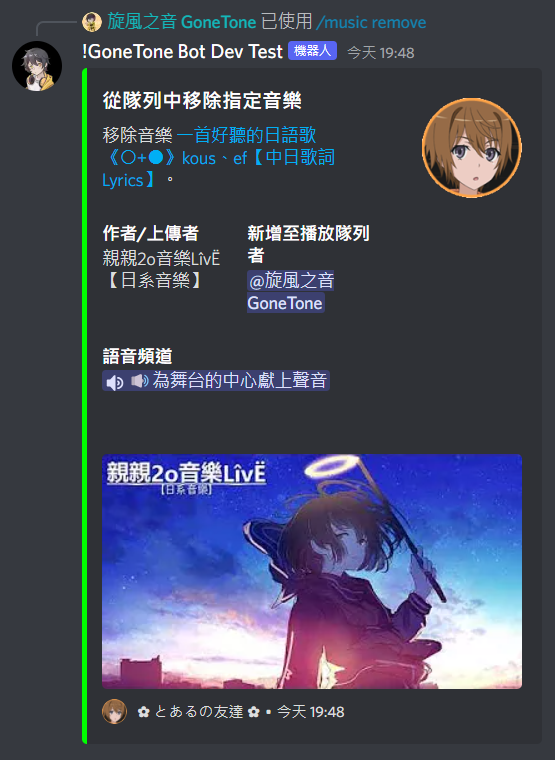 旋風之音 GoneTone 已使用 /music remove
!GoneTone Bot Dev Test 機器人 今天 19:48
從隊列中移除指定音樂
移除音樂 一首好聽的日語歌
《○+●》kous、ef【中日歌詞
Lyrics】。
作者/上傳者
親親2o音樂LîvË
【日系音樂】
新增至播放隊列
者
@旋風之音
GoneTone
語音頻道
🔊 🔊 為舞台的中心獻上聲音
親親2o音樂LîvË
【日系音樂】
✿ とあるの友達 ✿ • 今天 19:48